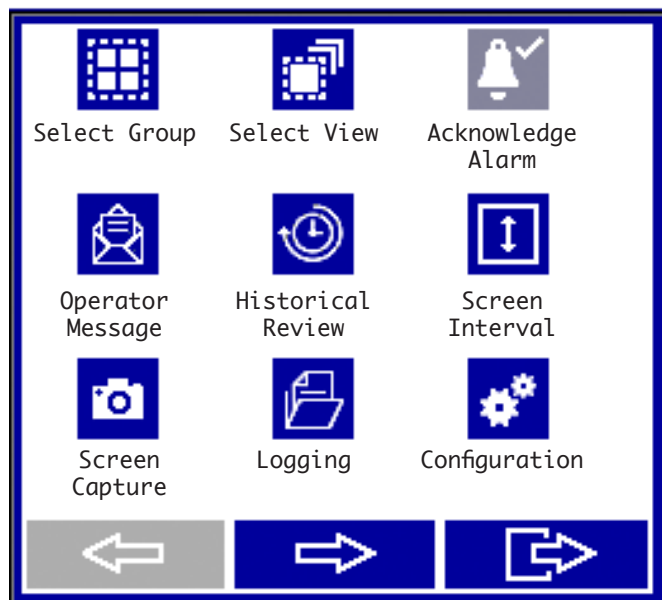 Select Group
Select View
Acknowledge
Alarm
Operator
Message
Historical
Review
Screen
Interval
Screen
Capture
Logging
Configuration